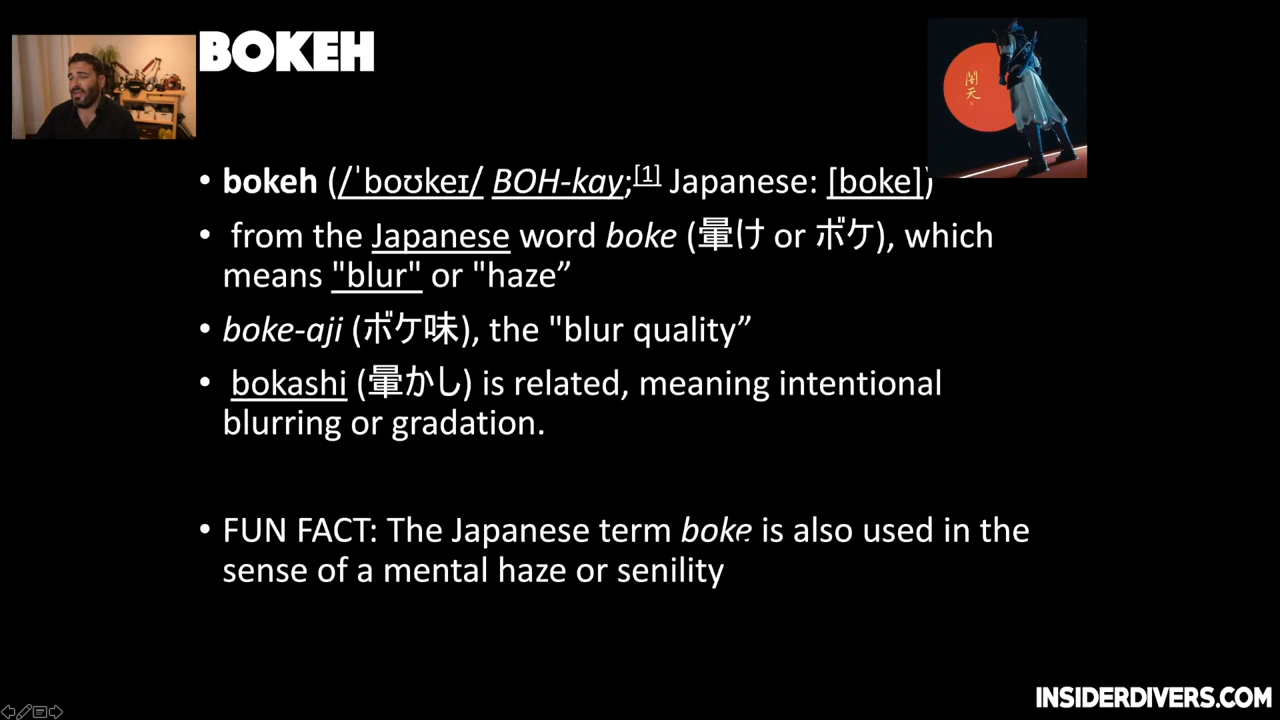 BOKEH
• bokeh (/ˈboʊkeɪ/ BOH-kay;[1] Japanese: [boke])
• from the Japanese word boke (暈け or ボケ), which
means "blur" or "haze”
• boke-aji (ボケ味), the "blur quality”
• bokashi (暈かし) is related, meaning intentional
blurring or gradation.
• FUN FACT: The Japanese term boke is also used in the
sense of a mental haze or senility
INSIDERDIVERS.COM